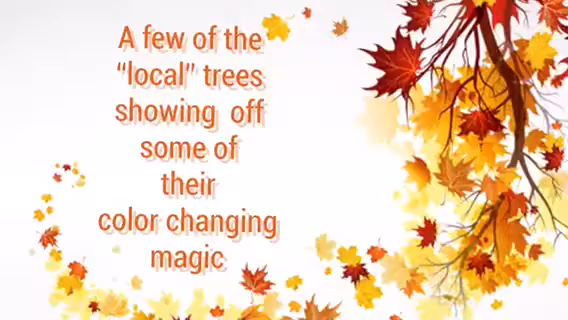 A few of the
“local” trees
showing off
some of
their
color changing
magic